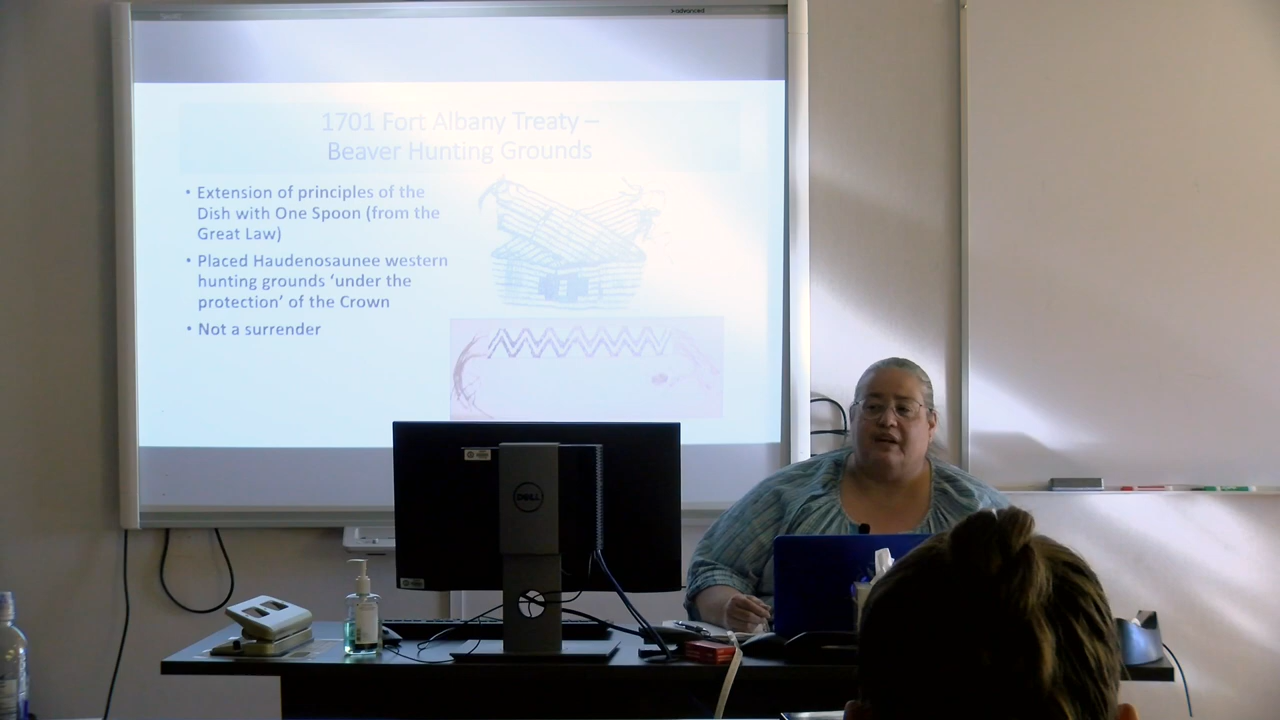 1701 Fort Albany Treaty –
Beaver Hunting Grounds
• Extension of principles of the
Dish with One Spoon (from the
Great Law)
• Placed Haudenosaunee western
hunting grounds ‘under the
protection’ of the Crown
• Not a surrender
DELL